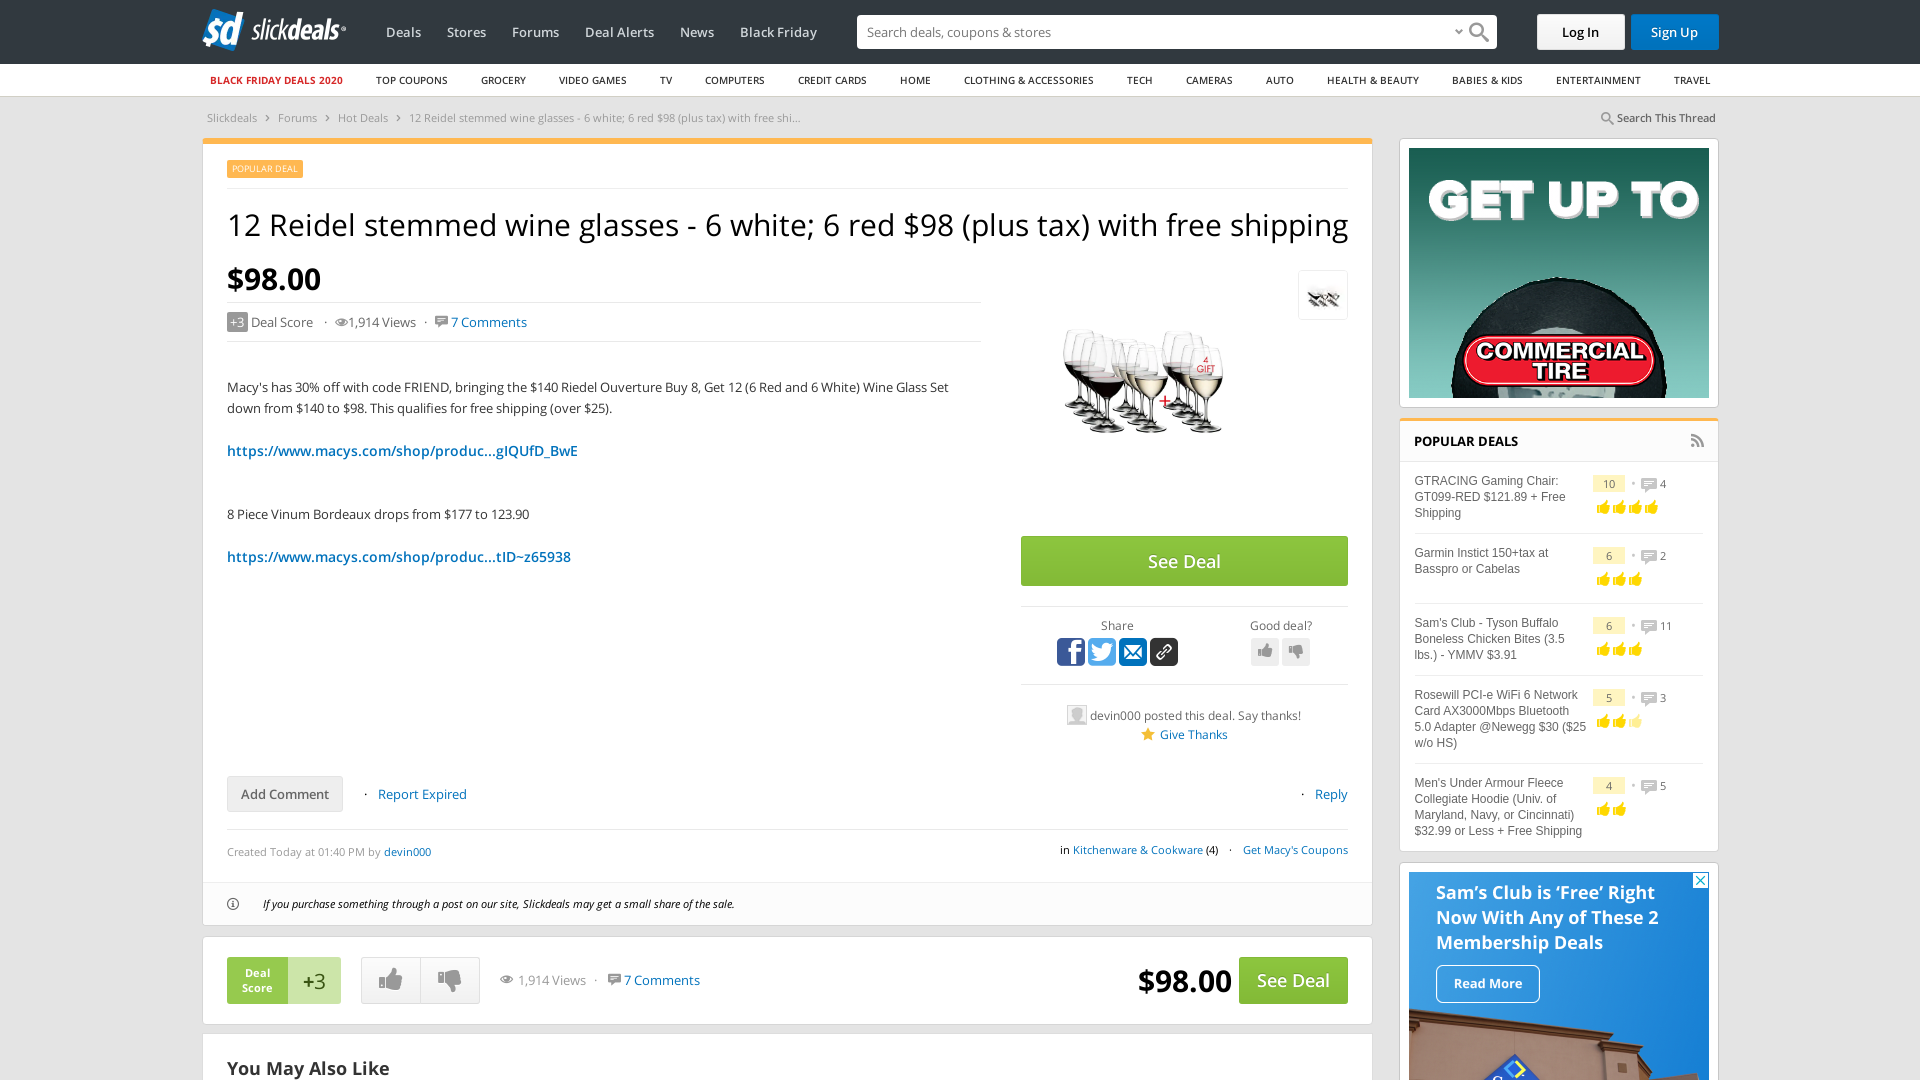 sd slickdeals
Deals Stores Forums Deal Alerts News Black Friday
Search deals, coupons & shares
Log In
Sign Up
BLACK FRIDAY DEALS 2020 TOP COUPONS GROCERY VIDEO GAMES TV COMPUTERS CREDIT CARDS HOME CLOTHING & ACCESSORIES TECH CAMERAS AUTO HEALTH & BEAUTY BABIES & KIDS ENTERTAINMENT TRAVEL
Slickdeals › Forums › Hot Deals › 12 Reidel stemmed wine glasses - 6 white; 6 red $98 (plus tax) with free shi...
Search This Thread
POPULAR DEAL
12 Reidel stemmed wine glasses - 6 white; 6 red $98 (plus tax) with free shipping
$98.00
+3 Deal Score · 1,914 Views · 7 Comments
Macy's has 30% off with code FRIEND, bringing the $140 Riedel Ouverture Buy 8, Get 12 (6 Red and 6 White) Wine Glass Set
down from $140 to $98. This qualifies for free shipping (over $25).
https://www.macys.com/shop/produc...gIQUfD_BwE
8 Piece Vinum Bordeaux drops from $177 to 123.90
https://www.macys.com/shop/produc...tID~z65938
4
GIFT
+
See Deal
Share
Good deal?
devin000 posted this deal. Say thanks!
Give Thanks
Add Comment · Report Expired
· Reply
Created Today at 01:40 PM by devin000
in Kitchenware & Cookware (4) · Get Macy's Coupons
If you purchase something through a post on our site, Slickdeals may get a small share of the sale.
Deal
Score
+3
1,914 Views · 7 Comments
$98.00
See Deal
You May Also Like
GET UP TO
COMMERCIAL
TIRE
POPULAR DEALS
GTRACING Gaming Chair:
GT099-RED $121.89 + Free
Shipping
10 · 4
Garmin Instict 150+tax at
Basspro or Cabelas
6 · 2
Sam's Club - Tyson Buffalo
Boneless Chicken Bites (3.5
lbs.) - YMMV $3.91
6 · 11
Rosewill PCI-e WiFi 6 Network
Card AX3000Mbps Bluetooth
5.0 Adapter @Newegg $30 ($25
w/o HS)
5 · 3
Men's Under Armour Fleece
Collegiate Hoodie (Univ. of
Maryland, Navy, or Cincinnati)
$32.99 or Less + Free Shipping
4 · 5
Sam's Club is ‘Free’ Right
Now With Any of These 2
Membership Deals
Read More